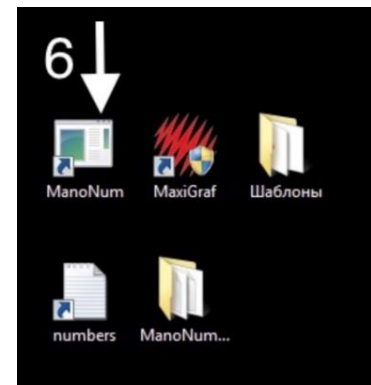 6
ManoNum MaxiGraf Шаблоны
numbers ManoNum...